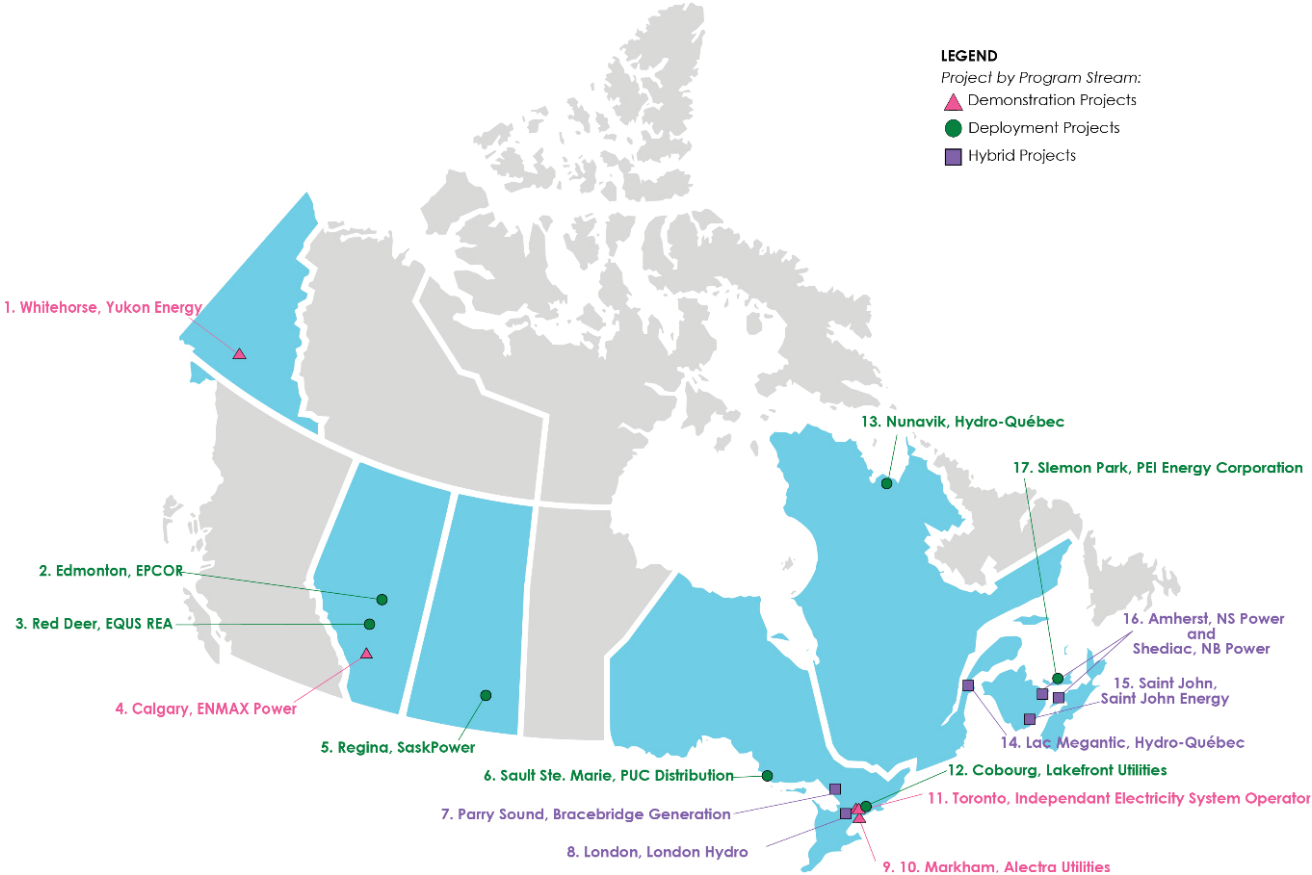 LEGEND
Project by Program Stream:
Demonstration Projects
Deployment Projects
Hybrid Projects
1. Whitehorse, Yukon Energy
13. Nunavik, Hydro-Québec
17. Slemon Park, PEI Energy Corporation
2. Edmonton, EPCOR
3. Red Deer, EQUS REA
16. Amherst, NS Power
and
Shediac, NB Power
15. Saint John,
Saint John Energy
4. Calgary, ENMAX Power
14. Lac Megantic, Hydro-Québec
5. Regina, SaskPower
12. Cobourg, Lakefront Utilities
6. Sault Ste. Marie, PUC Distribution
11. Toronto, Independant Electricity System Operator
7. Parry Sound, Bracebridge Generation
8. London, London Hydro
9. 10. Markham, Alectra Utilities